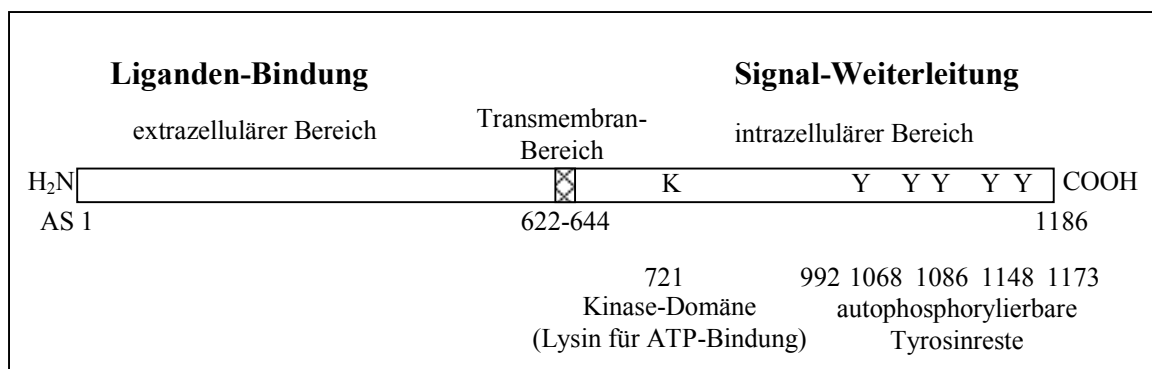 Liganden-Bindung Signal-Weiterleitung
extrazellulärer Bereich Transmembran- intrazellulärer Bereich
Bereich
H₂N K Y Y Y Y Y COOH
AS 1 622-644 1186
721 992 1068 1086 1148 1173
Kinase-Domäne autophosphorylierbare
(Lysin für ATP-Bindung) Tyrosinreste